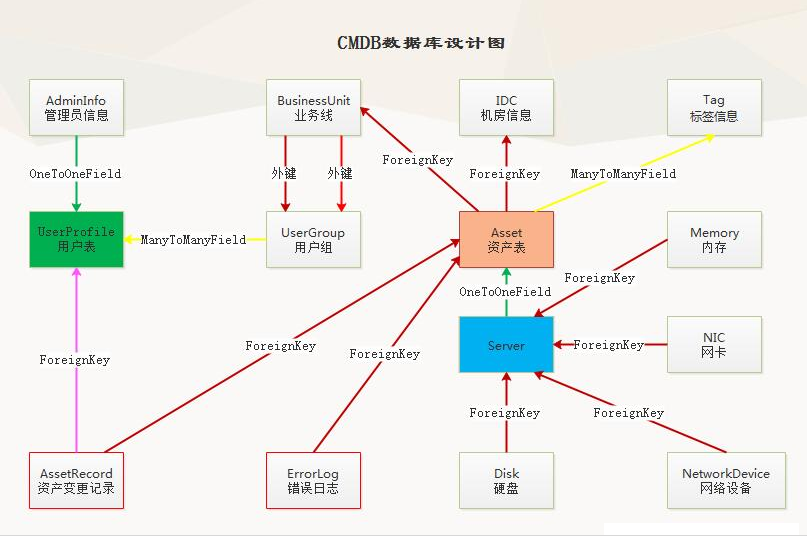 CMDB数据库设计图
AdminInfo
管理员信息
BusinessUnit
业务线
IDC
机房信息
Tag
标签信息
ForeignKey
OneToOneField
外键
外键
ForeignKey
ManyToManyField
UserProfile
用户表
ManyToManyField
UserGroup
用户组
Asset
资产表
Memory
内存
ForeignKey
OneToOneField
ForeignKey
Server
ForeignKey
NIC
网卡
ForeignKey
ForeignKey
ForeignKey
ForeignKey
AssetRecord
资产变更记录
ErrorLog
错误日志
Disk
硬盘
NetworkDevice
网络设备